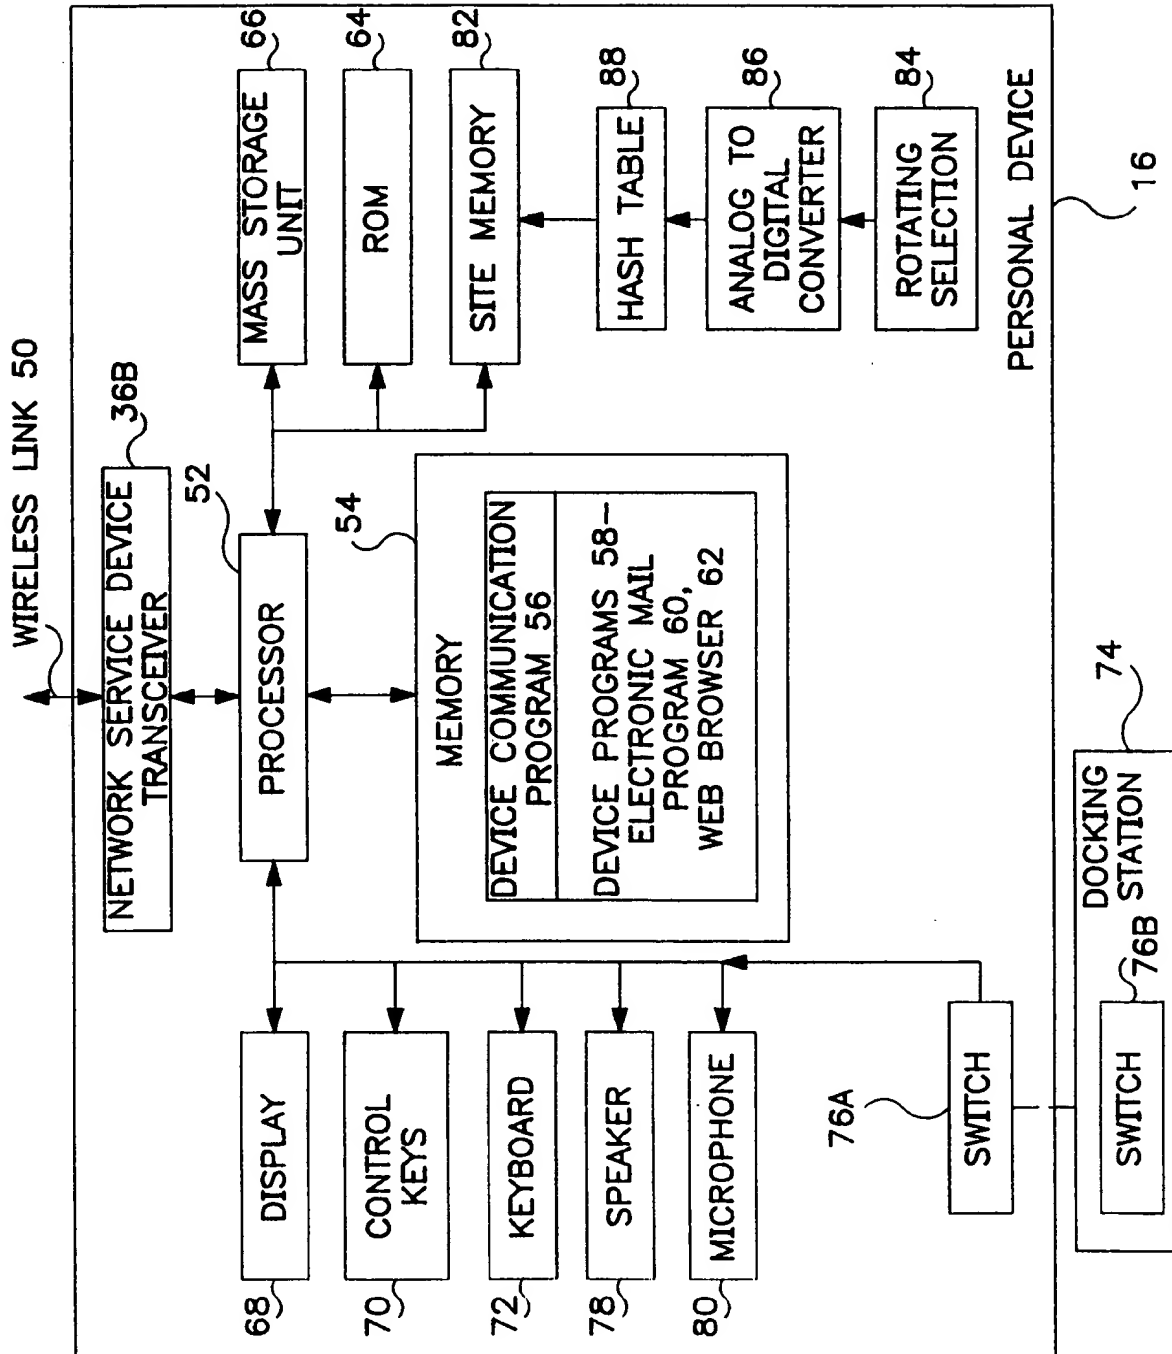 WIRELESS LINK 50
NETWORK SERVICE DEVICE
TRANSCEIVER
36B
PROCESSOR
52
MASS STORAGE
UNIT
66
ROM
64
SITE MEMORY
82
HASH TABLE
88
ANALOG TO
DIGITAL
CONVERTER
86
ROTATING
SELECTION
84
MEMORY
54
DEVICE COMMUNICATION
PROGRAM 56
DEVICE PROGRAMS 58–
ELECTRONIC MAIL
PROGRAM 60,
WEB BROWSER 62
68
DISPLAY
70
CONTROL
KEYS
72
KEYBOARD
78
SPEAKER
80
MICROPHONE
76A
SWITCH
PERSONAL DEVICE
16
DOCKING
STATION
74
76B
SWITCH